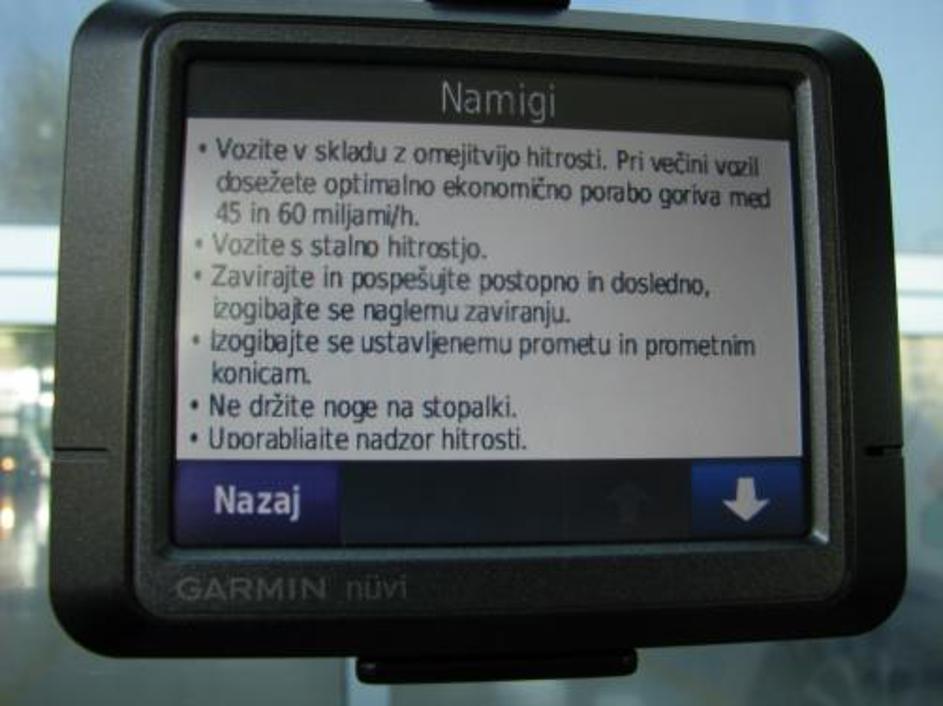 Namigi
• Vozite v skladu z omejitvijo hitrosti. Pri večini vozil
dosežete optimalno ekonomično porabo goriva med
45 in 60 miljami/h.
• Vozite s stalno hitrostjo.
• Zavirajte in pospešujte postopno in dosledno,
izogibajte se naglemu zaviranju.
• Izogibajte se ustavljenemu prometu in prometnim
konicam.
• Ne držite noge na stopalki.
• Uporabljajte nadzor hitrosti.
Nazaj
GARMIN nüvi